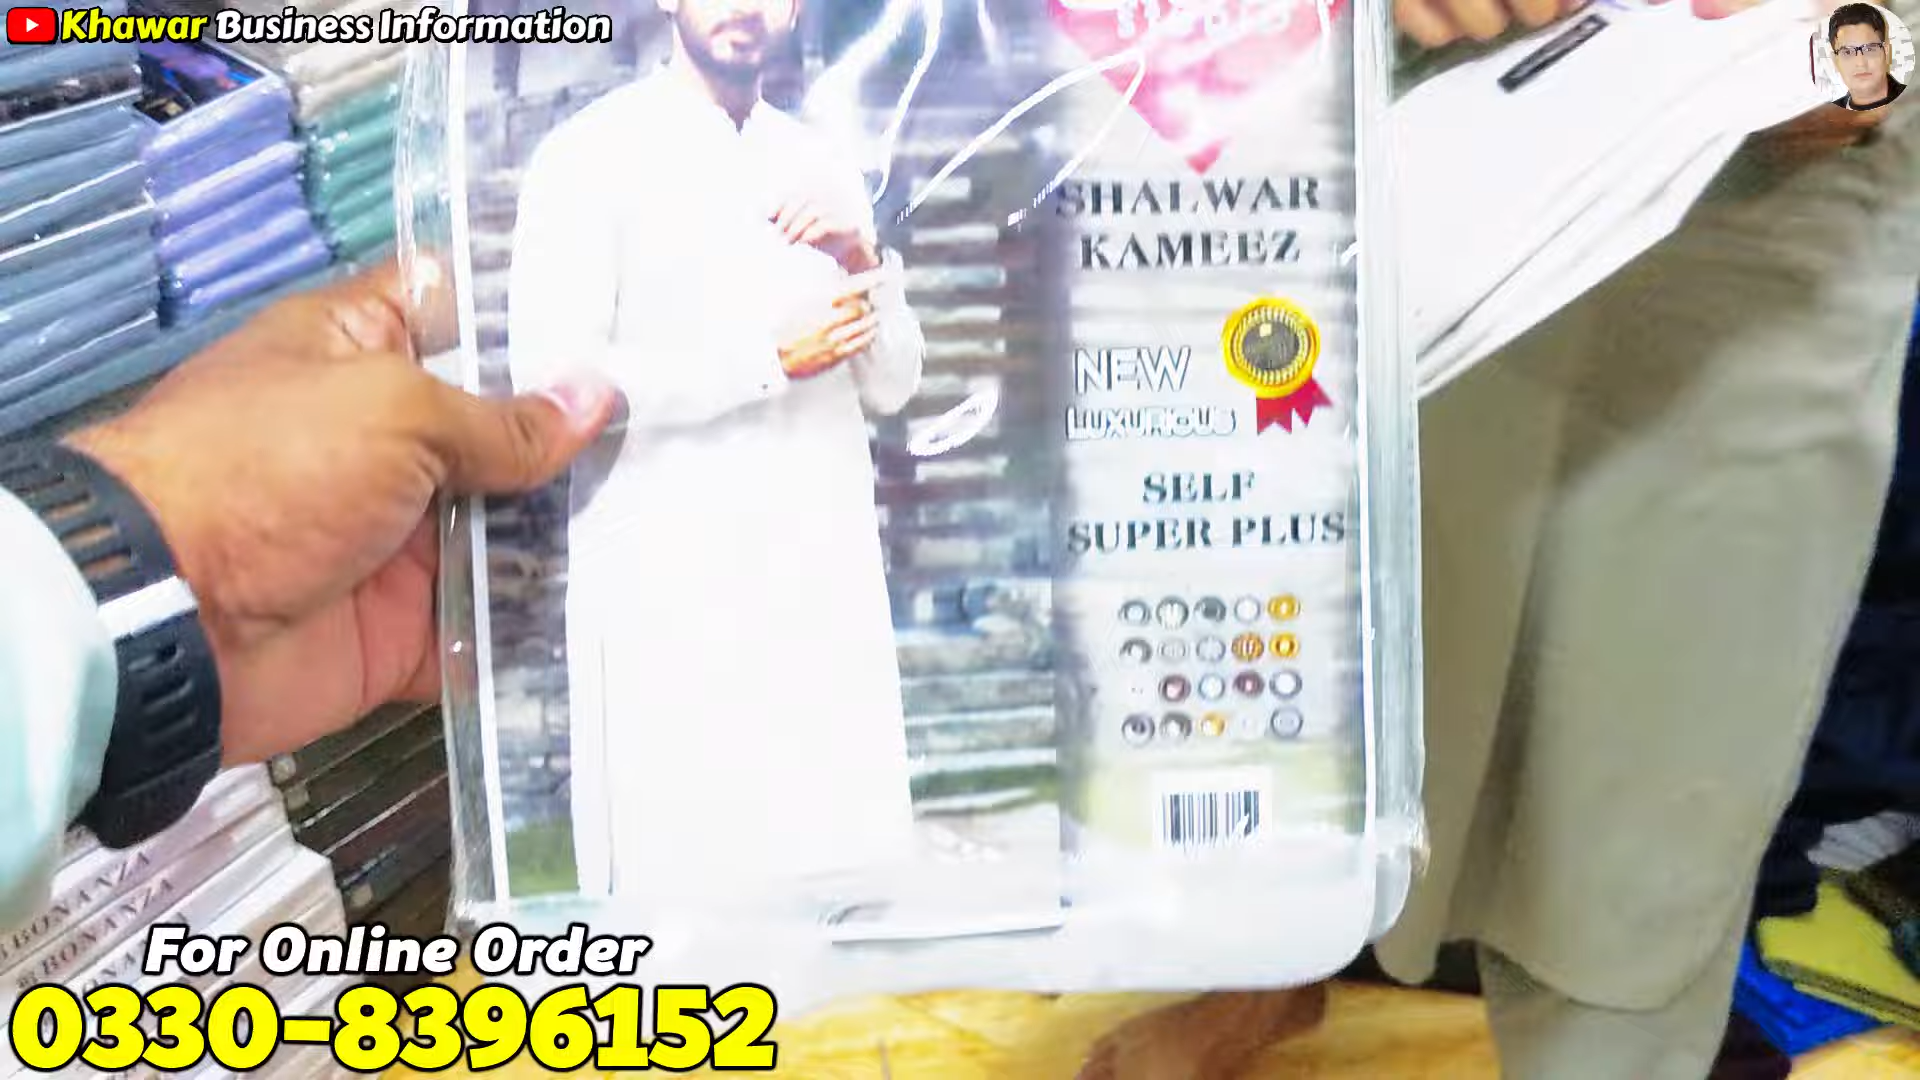 Khawar Business Information
SHALWAR
KAMEEZ
NEW
LUXURIOUS
SELF
SUPER PLUS
BONANZA
BONANZA
For Online Order
0330-8396152